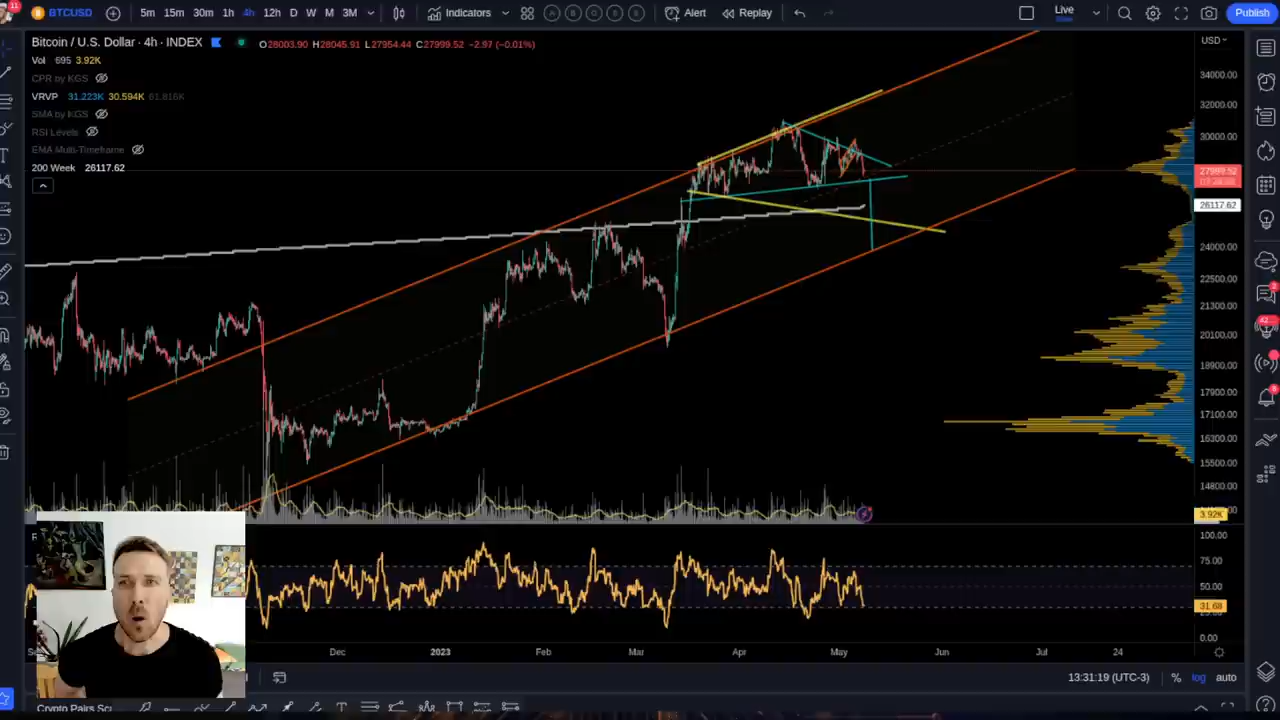 11 BTCUSD 5m 15m 30m 1h 4h 12h D W M 3M Indicators Alert Replay Live Publish
Bitcoin / U.S. Dollar · 4h · INDEX O28003.90 H28045.91 L27954.44 C27999.52 −2.97 (−0.01%) USD
Vol 695 3.92K
CPR by KGS
VRVP 31.223K 30.594K 61.816K
SMA by KGS
RSI Levels
EMA Multi-Timeframe
200 Week 26117.62
34000.00
32000.00
30000.00
27999.52
26117.62
24000.00
22500.00
21300.00
20100.00
18900.00
17900.00
17100.00
16300.00
15500.00
14800.00
3.92K
100.00
75.00
50.00
31.68
0.00
Dec 2023 Feb Mar Apr May Jun Jul 24
13:31:19 (UTC-3) % log auto
Crypto Pairs Sc